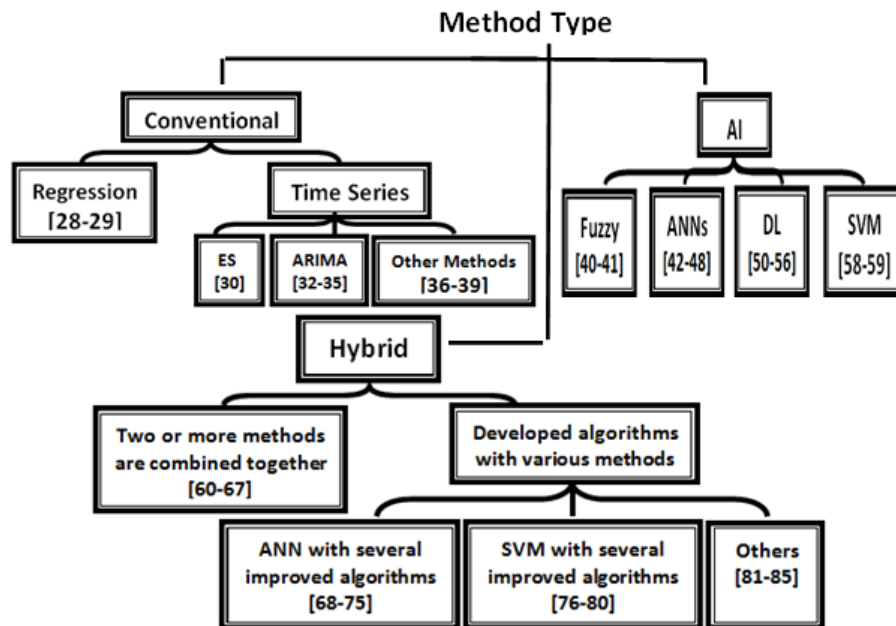 Method Type
Conventional
AI
Regression
[28-29]
Time Series
ES
[30]
ARIMA
[32-35]
Other Methods
[36-39]
Fuzzy
[40-41]
ANNs
[42-48]
DL
[50-56]
SVM
[58-59]
Hybrid
Two or more methods
are combined together
[60-67]
Developed algorithms
with various methods
ANN with several
improved algorithms
[68-75]
SVM with several
improved algorithms
[76-80]
Others
[81-85]